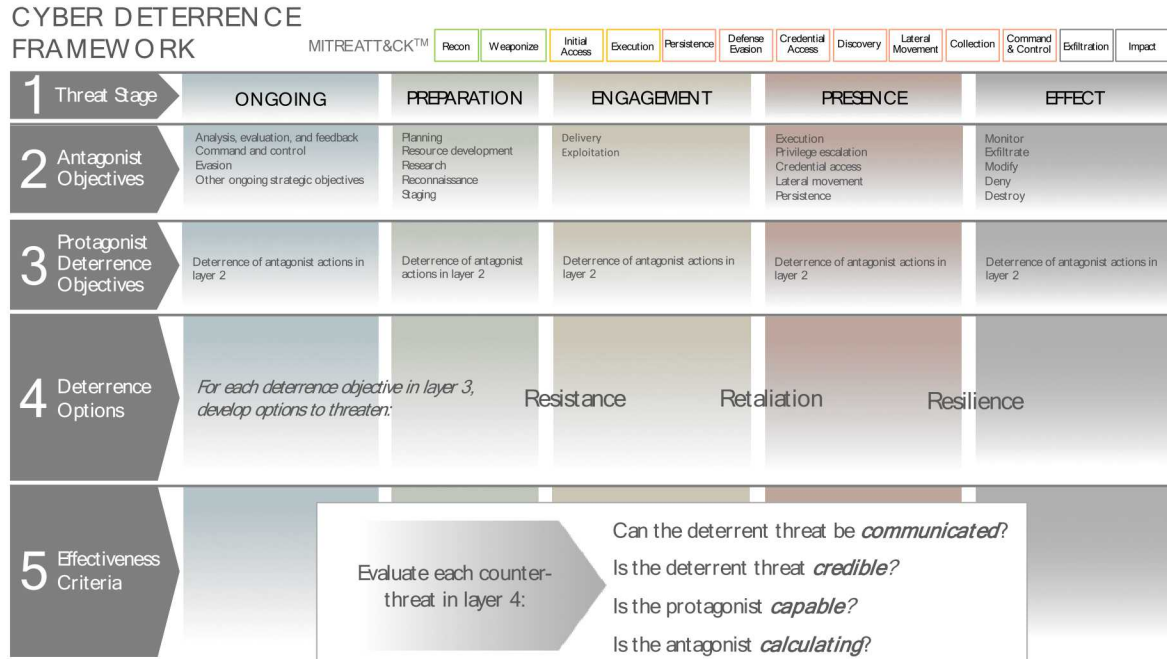 CYBER DETERRENCE
FRAMEWORK
MITRE ATT&CK™
Recon
Weaponize
Initial
Access
Execution
Persistence
Defense
Evasion
Credential
Access
Discovery
Lateral
Movement
Collection
Command
& Control
Exfiltration
Impact
1 Threat Stage
ONGOING
PREPARATION
ENGAGEMENT
PRESENCE
EFFECT
2 Antagonist
Objectives
Analysis, evaluation, and feedback
Command and control
Evasion
Other ongoing strategic objectives
Planning
Resource development
Research
Reconnaissance
Staging
Delivery
Exploitation
Execution
Privilege escalation
Credential access
Lateral movement
Persistence
Monitor
Exfiltrate
Modify
Deny
Destroy
3 Protagonist
Deterrence
Objectives
Deterrence of antagonist actions in
layer 2
Deterrence of antagonist
actions in layer 2
Deterrence of antagonist actions in
layer 2
Deterrence of antagonist actions in
layer 2
Deterrence of antagonist actions in
layer 2
4 Deterrence
Options
For each deterrence objective in layer 3,
develop options to threaten:
Resistance
Retaliation
Resilience
5 Effectiveness
Criteria
Evaluate each counter-
threat in layer 4:
Can the deterrent threat be communicated?
Is the deterrent threat credible?
Is the protagonist capable?
Is the antagonist calculating?